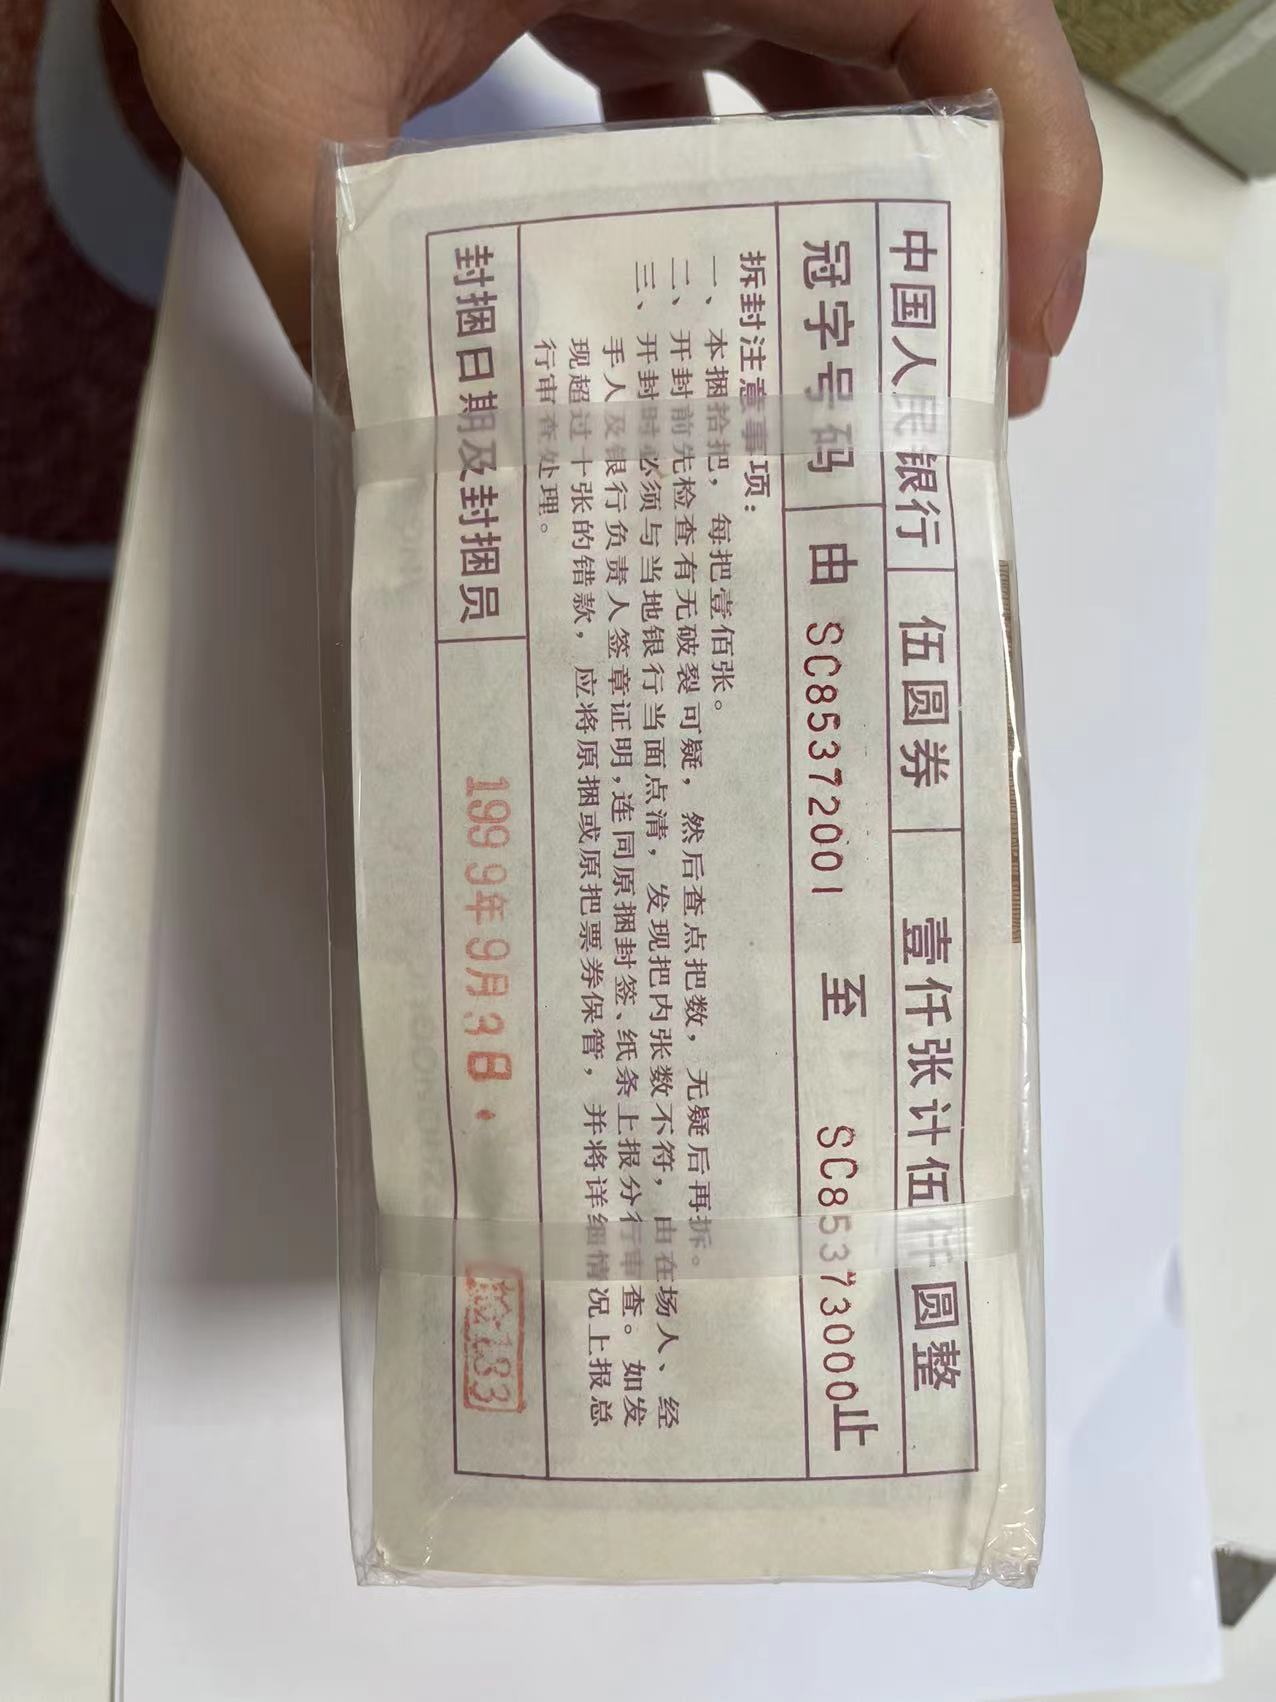 中国人民银行 伍圆券 壹仟张计伍仟圆整
冠字号码 由 SC85372001 至 SC85373000止
拆封注意事项：
一、本捆拾把，每把壹佰张。
二、开封前先检查有无破裂可疑，然后查点把数，无疑后再拆。
三、开封时必须与当地银行当面点清，发现把内张数不符，由在场人、经
手人及银行负责人签章证明，连同原捆封签、纸条上报分行审查。如发
现超过十张的错款，应将原捆或原把票券保管，并将详细情况上报总
行审查处理。
封捆日期及封捆员 1999年9月3日. 检133